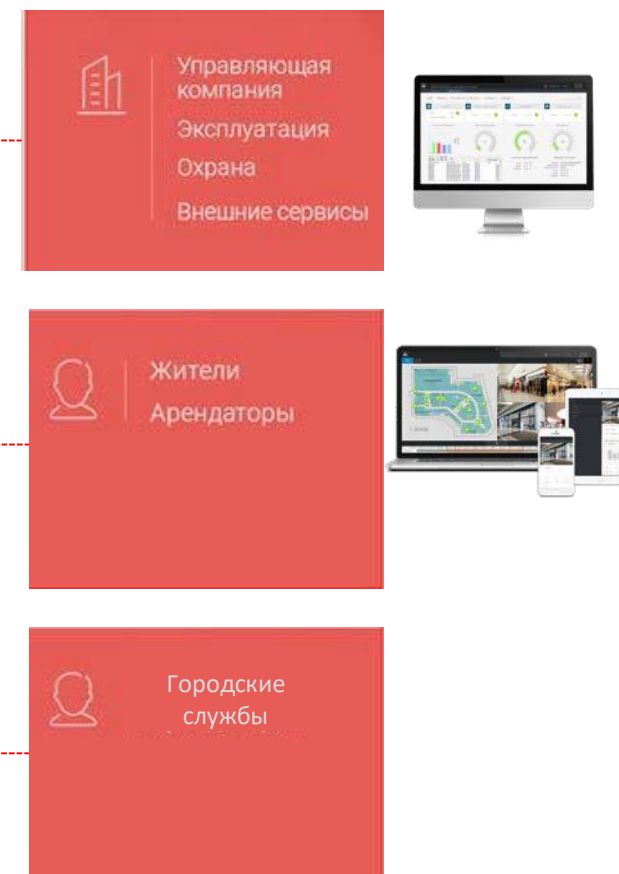 Управляющая
компания
Эксплуатация
Охрана
Внешние сервисы
Жители
Арендаторы
Городские
службы